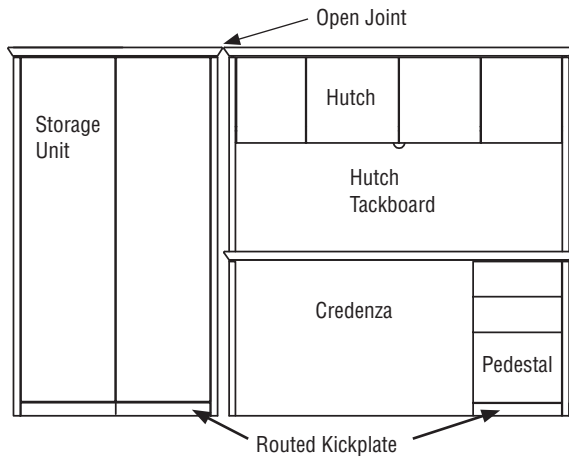 Open Joint
Hutch
Storage
Unit
Hutch
Tackboard
Credenza
Pedestal
Routed Kickplate